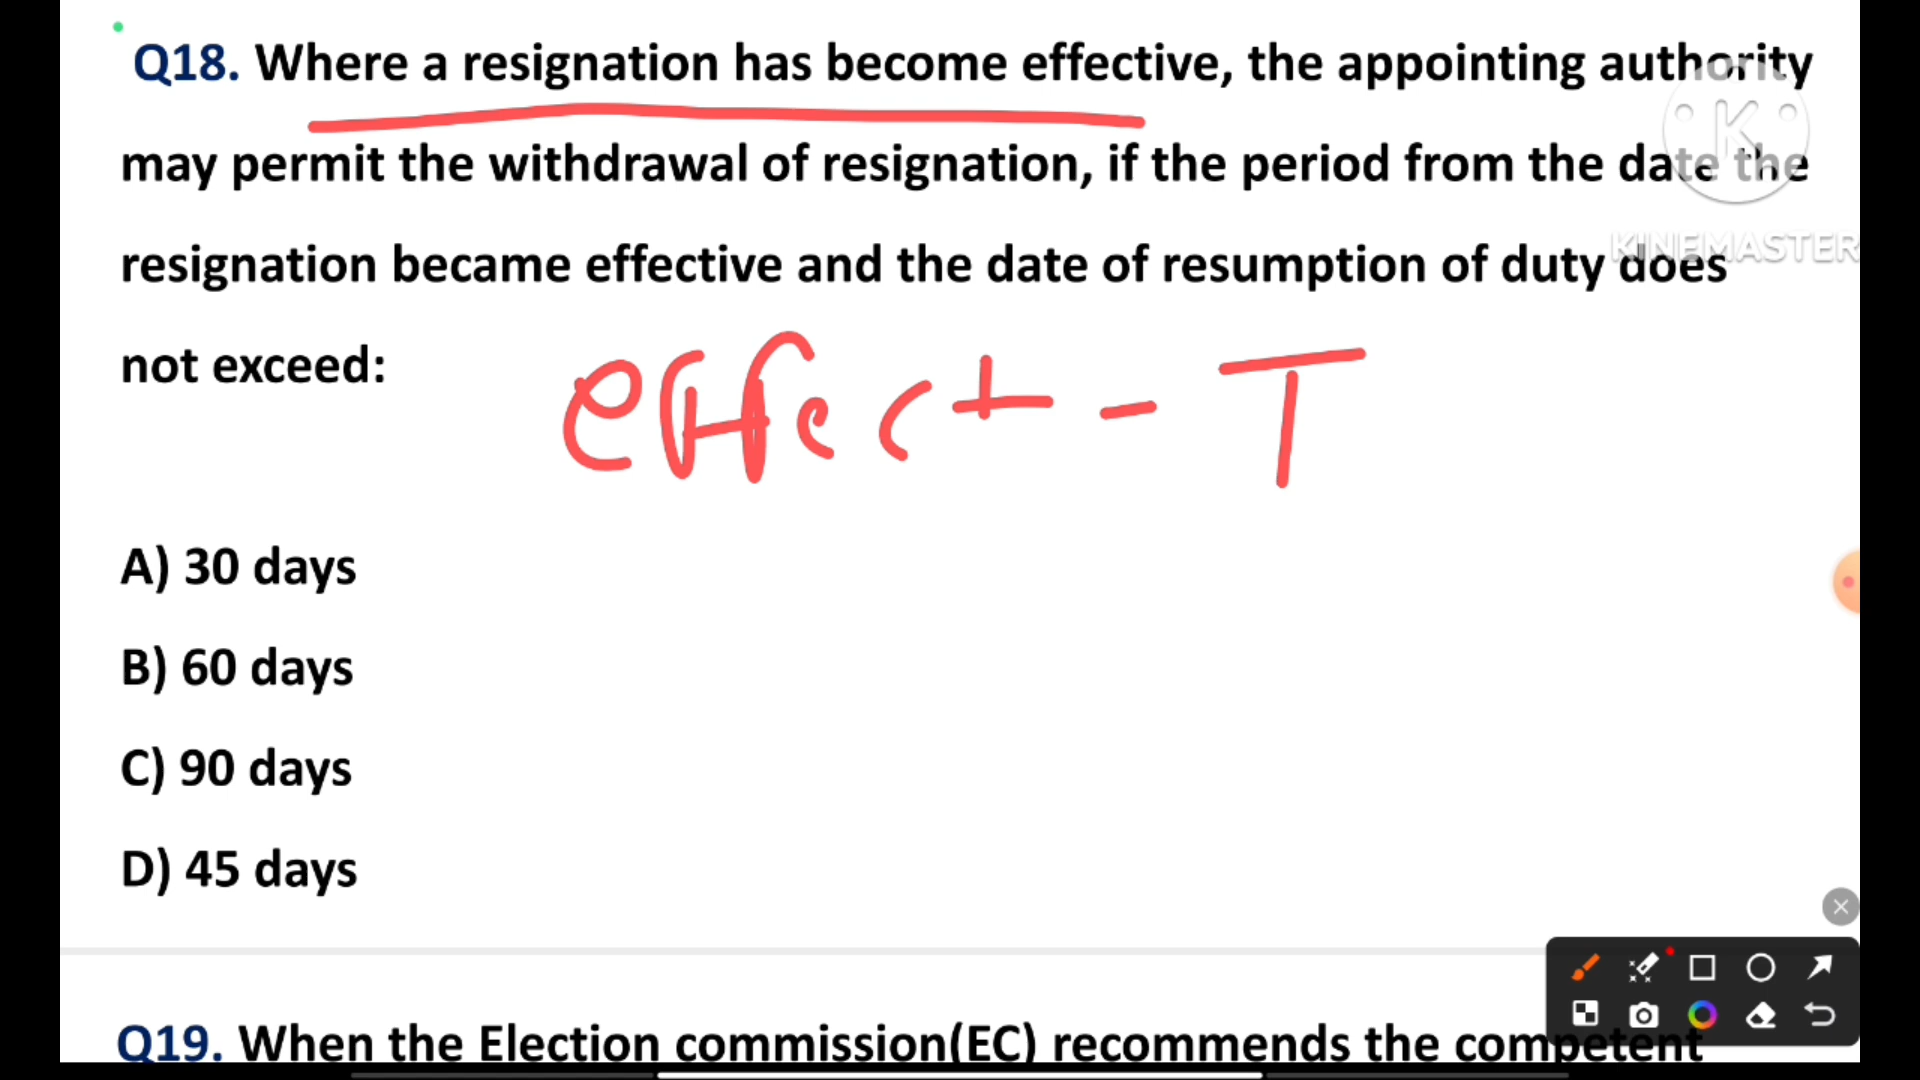 Q18. Where a resignation has become effective, the appointing authority
may permit the withdrawal of resignation, if the period from the date the
resignation became effective and the date of resumption of duty does
not exceed:
effect - T
A) 30 days
B) 60 days
C) 90 days
D) 45 days
Q19. When the Election commission(EC) recommends the competent
K
KINEMASTER